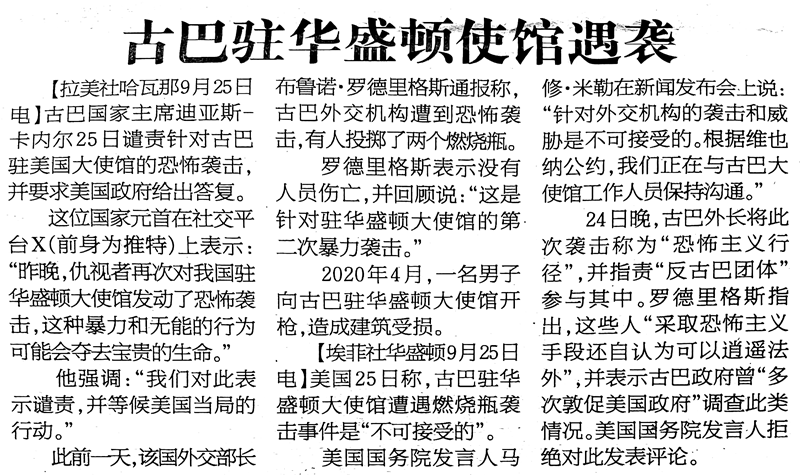 古巴驻华盛顿使馆遇袭
【拉美社哈瓦那9月25日
电】古巴国家主席迪亚斯-
卡内尔25日谴责针对古巴
驻美国大使馆的恐怖袭击，
并要求美国政府给出答复。
这位国家元首在社交平
台X（前身为推特）上表示：
“昨晚，仇视者再次对我国驻
华盛顿大使馆发动了恐怖袭
击，这种暴力和无能的行为
可能会夺去宝贵的生命。”
他强调：“我们对此表
示谴责，并等候美国当局的
行动。”
此前一天，该国外交部长
布鲁诺·罗德里格斯通报称，
古巴外交机构遭到恐怖袭
击，有人投掷了两个燃烧瓶。
罗德里格斯表示没有
人员伤亡，并回顾说：“这是
针对驻华盛顿大使馆的第
二次暴力袭击。”
2020年4月，一名男子
向古巴驻华盛顿大使馆开
枪，造成建筑受损。
【埃菲社华盛顿9月25日
电】美国25日称，古巴驻华
盛顿大使馆遭遇燃烧瓶袭
击事件是“不可接受的”。
美国国务院发言人马
修·米勒在新闻发布会上说：
“针对外交机构的袭击和威
胁是不可接受的。根据维也
纳公约，我们正在与古巴大
使馆工作人员保持沟通。”
24日晚，古巴外长将此
次袭击称为“恐怖主义行
径”，并指责“反古巴团体”
参与其中。罗德里格斯指
出，这些人“采取恐怖主义
手段还自认为可以逍遥法
外”，并表示古巴政府曾“多
次敦促美国政府”调查此类
情况。美国国务院发言人拒
绝对此发表评论。